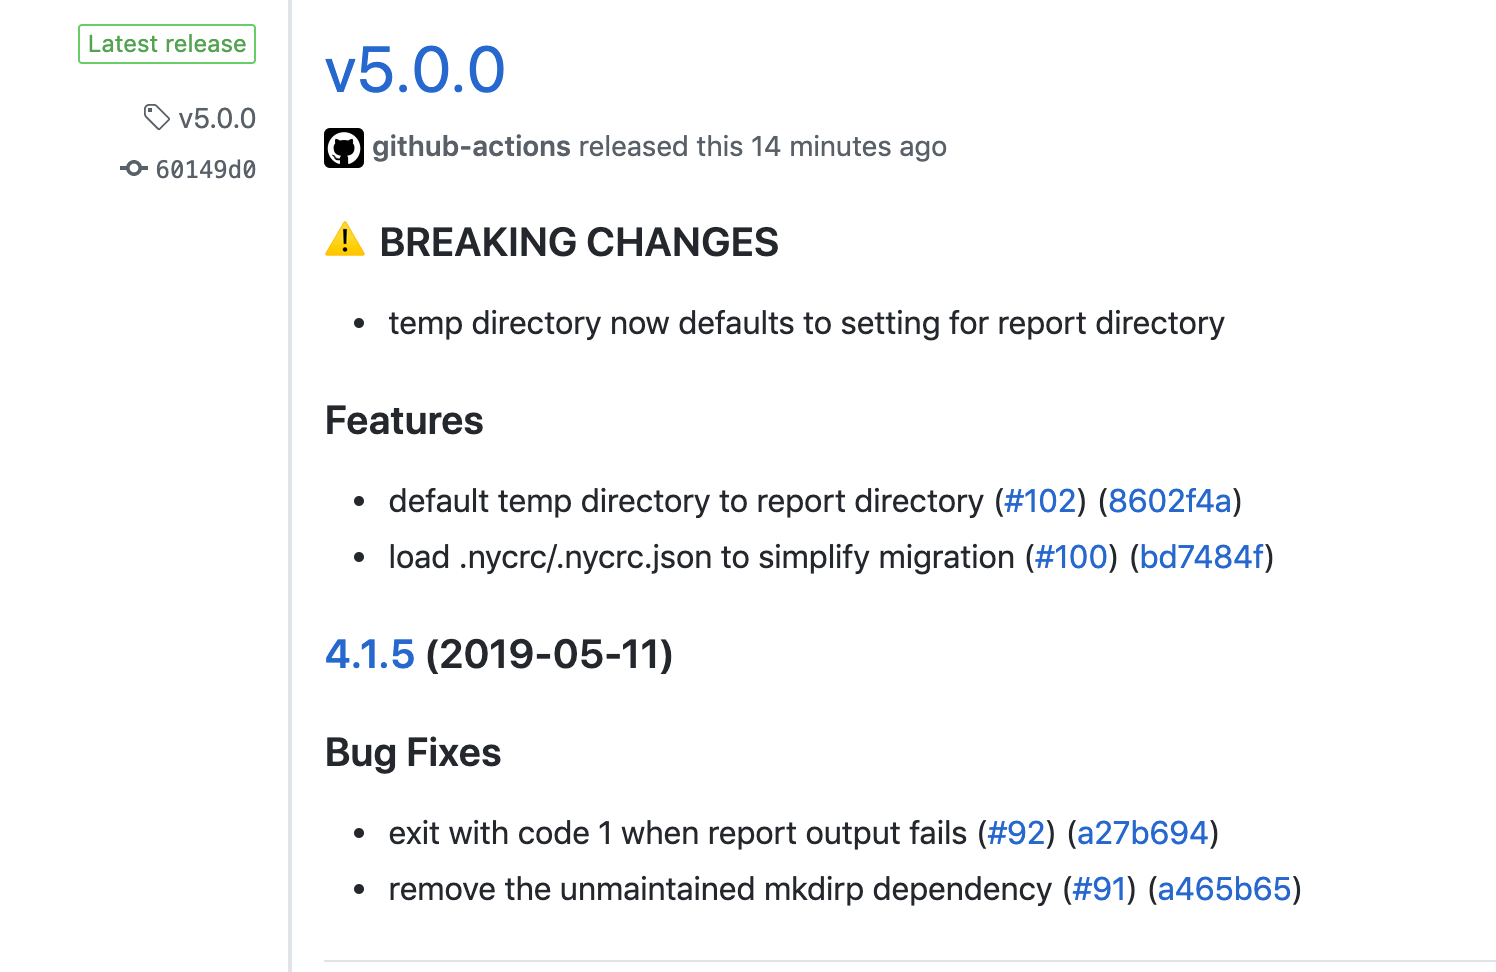 Latest release
v5.0.0
60149d0
v5.0.0
github-actions released this 14 minutes ago
⚠️ BREAKING CHANGES
• temp directory now defaults to setting for report directory
Features
• default temp directory to report directory (#102) (8602f4a)
• load .nycrc/.nycrc.json to simplify migration (#100) (bd7484f)
4.1.5 (2019-05-11)
Bug Fixes
• exit with code 1 when report output fails (#92) (a27b694)
• remove the unmaintained mkdirp dependency (#91) (a465b65)